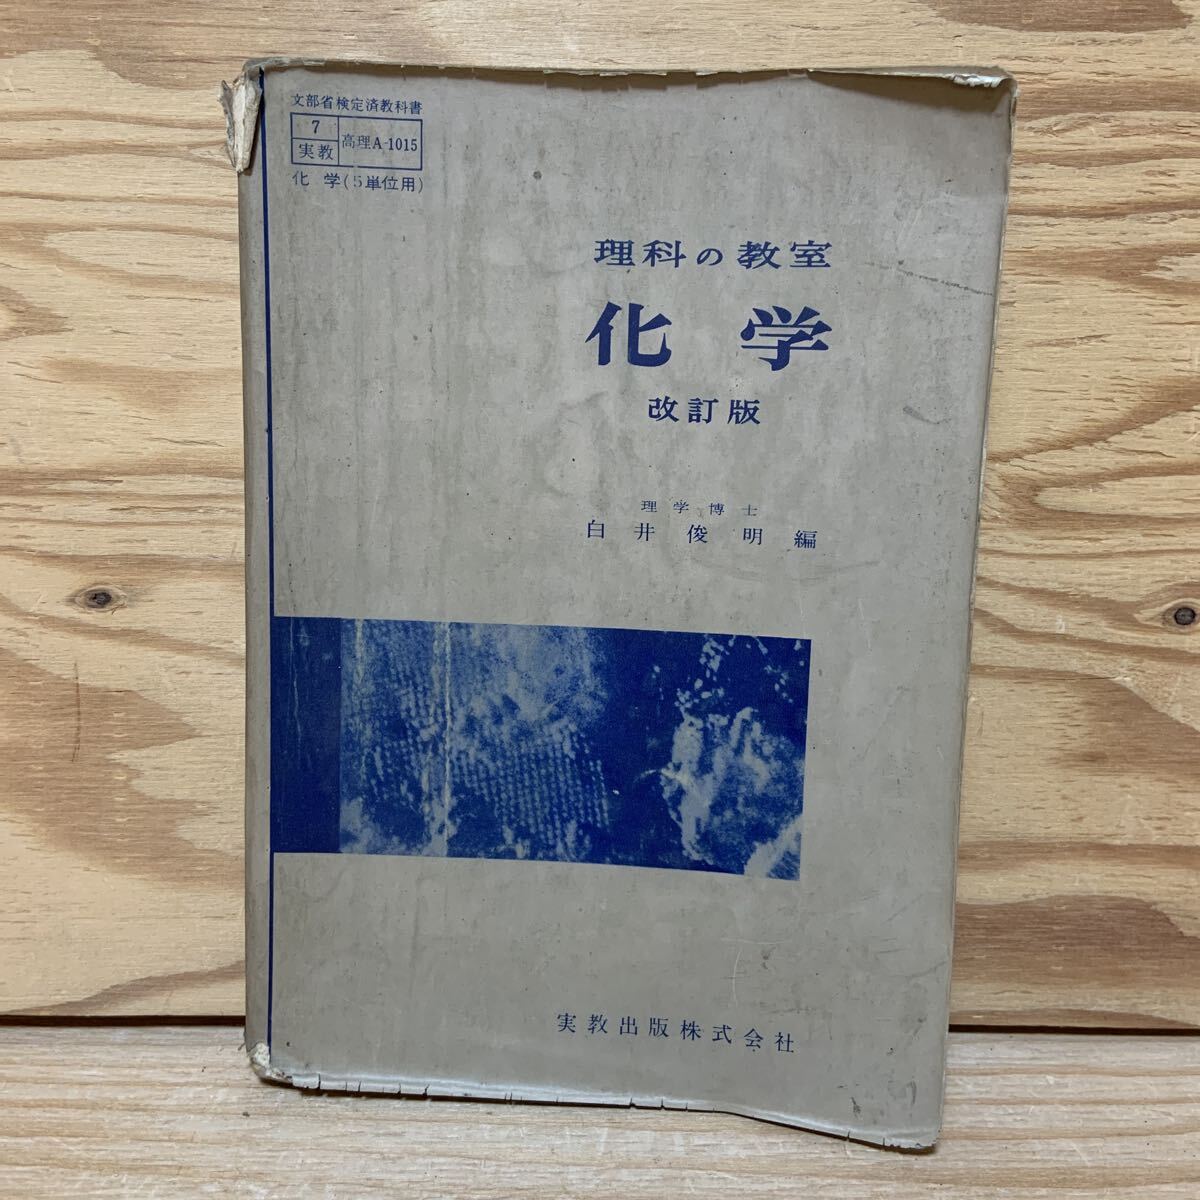 文部省検定済教科書
7
実教
高理A-1015
化学(5単位用)
理科の教室
化学
改訂版
理学博士
白井俊明編
実教出版株式会社